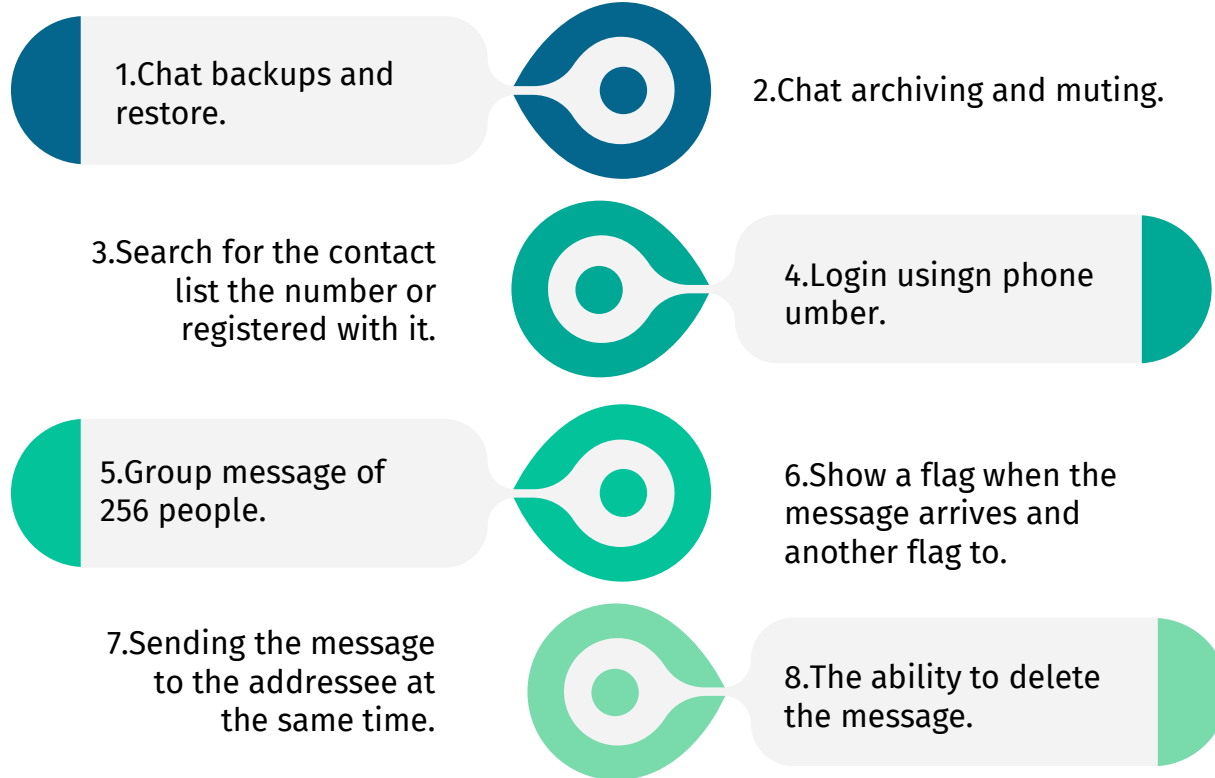 1.Chat backups and
restore.
2.Chat archiving and muting.
3.Search for the contact
list the number or
registered with it.
4.Login usingn phone
umber.
5.Group message of
256 people.
6.Show a flag when the
message arrives and
another flag to.
7.Sending the message
to the addressee at
the same time.
8.The ability to delete
the message.